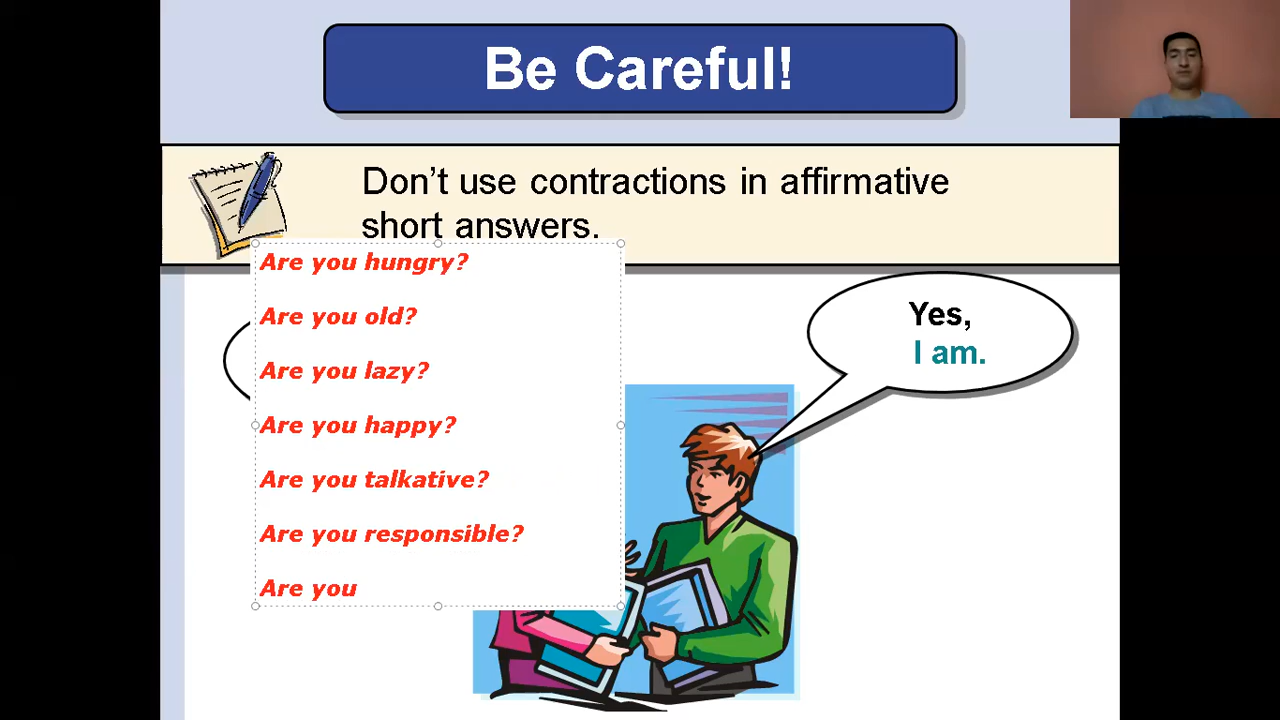 Be Careful!
Don’t use contractions in affirmative
short answers.
Are you hungry?
Are you old?
Are you lazy?
Are you happy?
Are you talkative?
Are you responsible?
Are you
Yes,
I am.